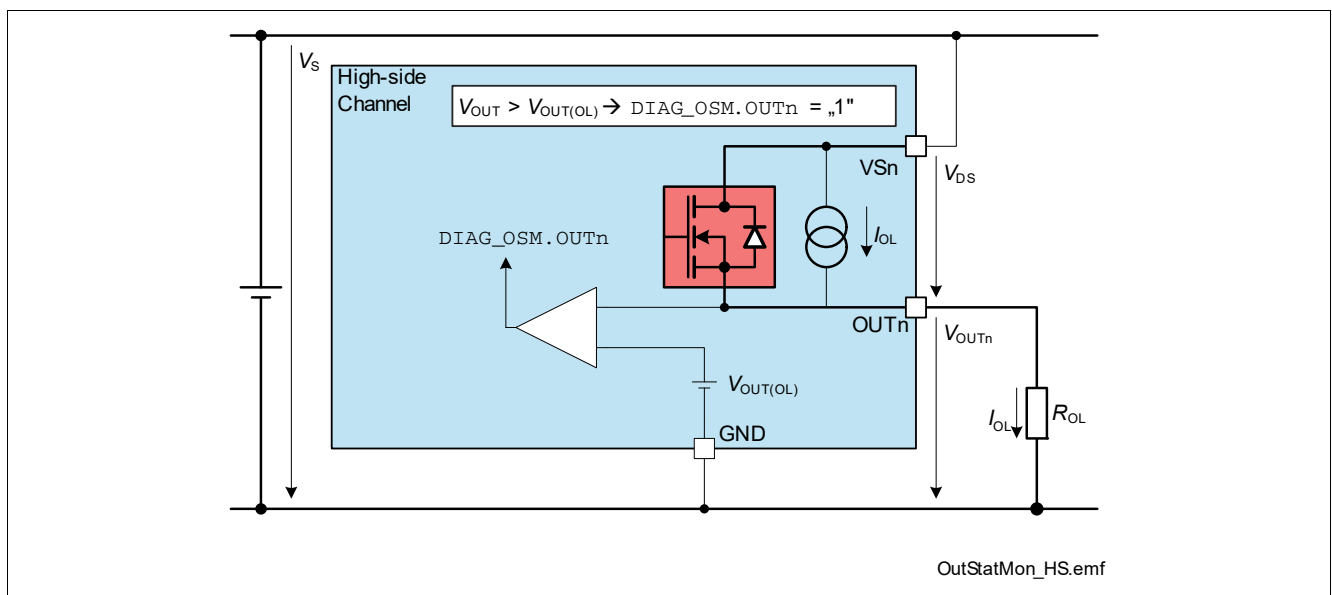 VS
High-side
Channel
VOUT > VOUT(OL) → DIAG_OSM.OUTn = „1"
VSn
VDS
IOL
DIAG_OSM.OUTn
OUTn
VOUTn
VOUT(OL)
IOL
ROL
GND
OutStatMon_HS.emf